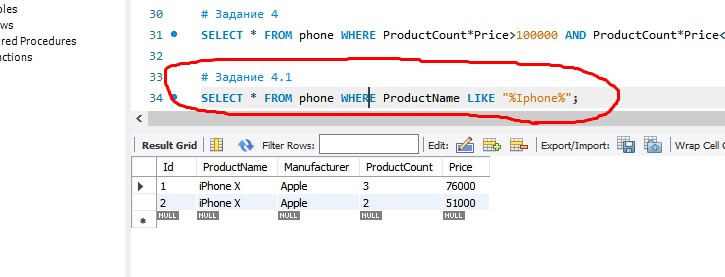 oles
ws
red Procedures
nctions
30 # Задание 4
31 SELECT * FROM phone WHERE ProductCount*Price>100000 AND ProductCount*Price<
32
33 # Задание 4.1
34 SELECT * FROM phone WHERE ProductName LIKE "%Iphone%";
Result Grid Filter Rows: Edit: Export/Import: Wrap Cell C
Id ProductName Manufacturer ProductCount Price
1 iPhone X Apple 3 76000
2 iPhone X Apple 2 51000
NULL NULL NULL NULL NULL